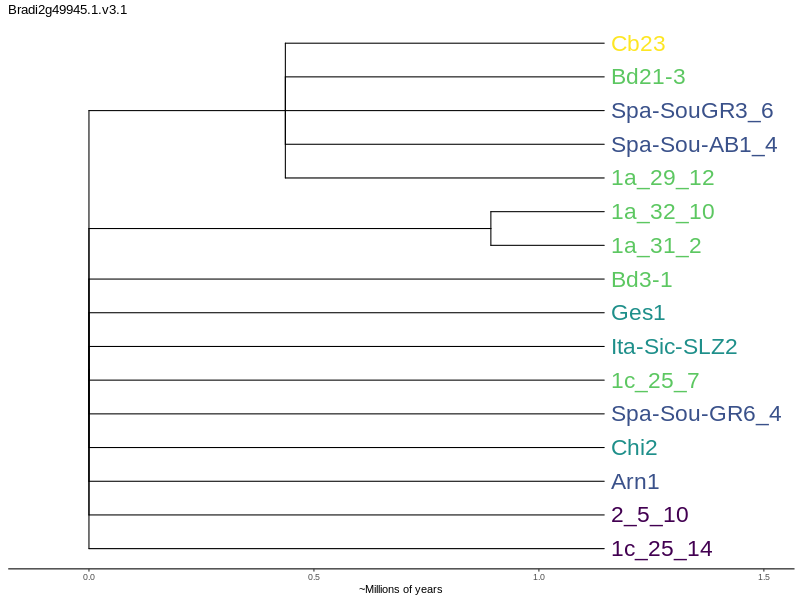 Bradi2g49945.1.v3.1
Cb23
Bd21-3
Spa-SouGR3_6
Spa-Sou-AB1_4
1a_29_12
1a_32_10
1a_31_2
Bd3-1
Ges1
Ita-Sic-SLZ2
1c_25_7
Spa-Sou-GR6_4
Chi2
Arn1
2_5_10
1c_25_14
0.0 0.5 1.0 1.5
~Millions of years